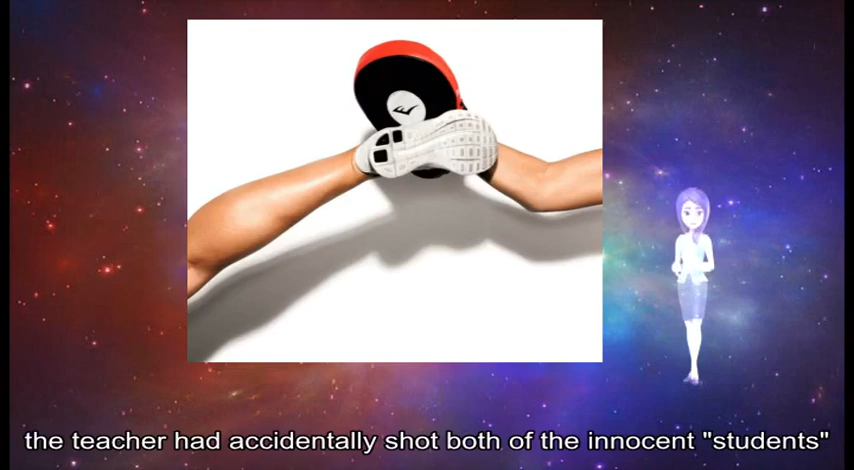 the teacher had accidentally shot both of the innocent "students"